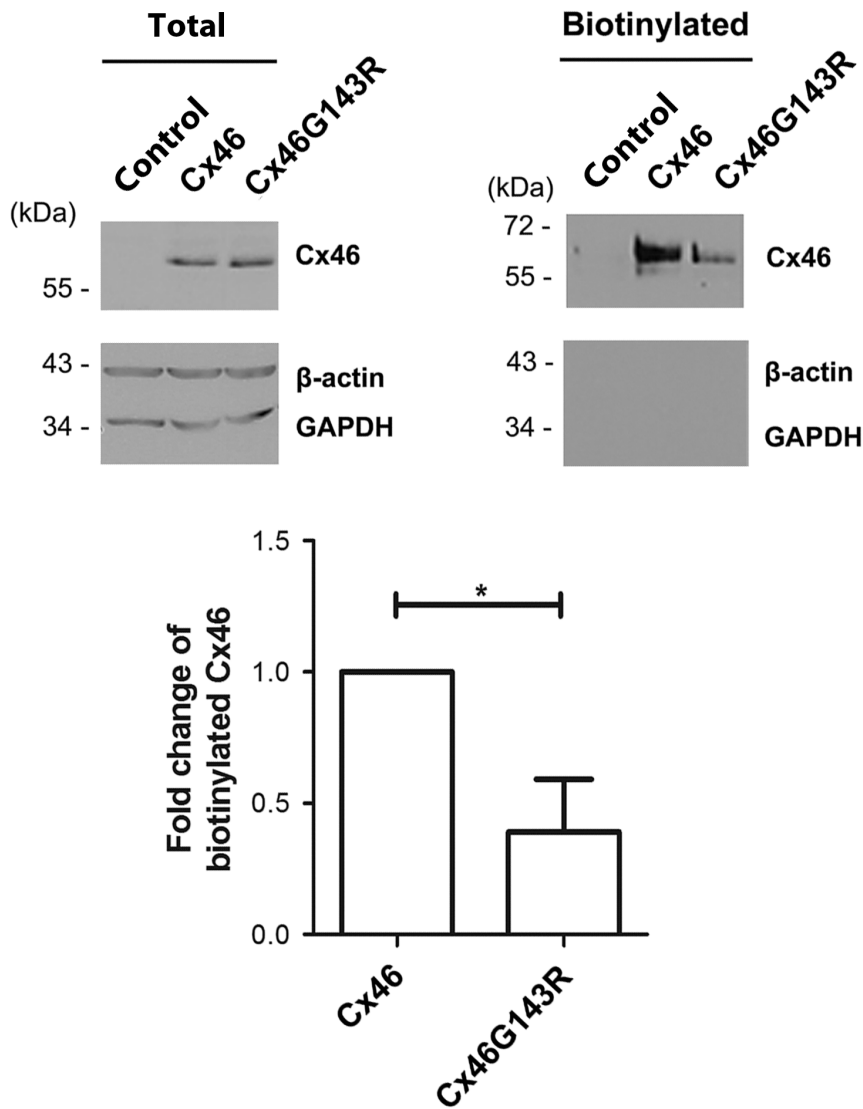 Total
Control
Cx46
Cx46G143R
(kDa)
Cx46
55 -
43 -
β-actin
34 -
GAPDH
Biotinylated
Control
Cx46
Cx46G143R
(kDa)
72 -
Cx46
55 -
43 -
β-actin
34 -
GAPDH
Fold change of
biotinylated Cx46
1.5
1.0
0.5
0.0
*
Cx46
Cx46G143R